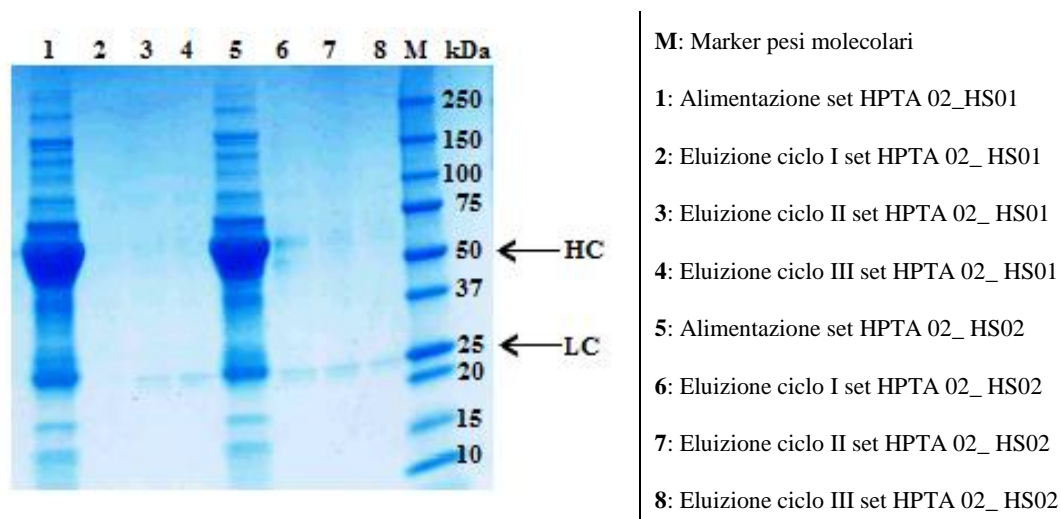 1 2 3 4 5 6 7 8 M kDa
250
150
100
75
50 HC
37
25 LC
20
15
10
M: Marker pesi molecolari
1: Alimentazione set HPTA 02_HS01
2: Eluizione ciclo I set HPTA 02_ HS01
3: Eluizione ciclo II set HPTA 02_ HS01
4: Eluizione ciclo III set HPTA 02_ HS01
5: Alimentazione set HPTA 02_ HS02
6: Eluizione ciclo I set HPTA 02_ HS02
7: Eluizione ciclo II set HPTA 02_ HS02
8: Eluizione ciclo III set HPTA 02_ HS02